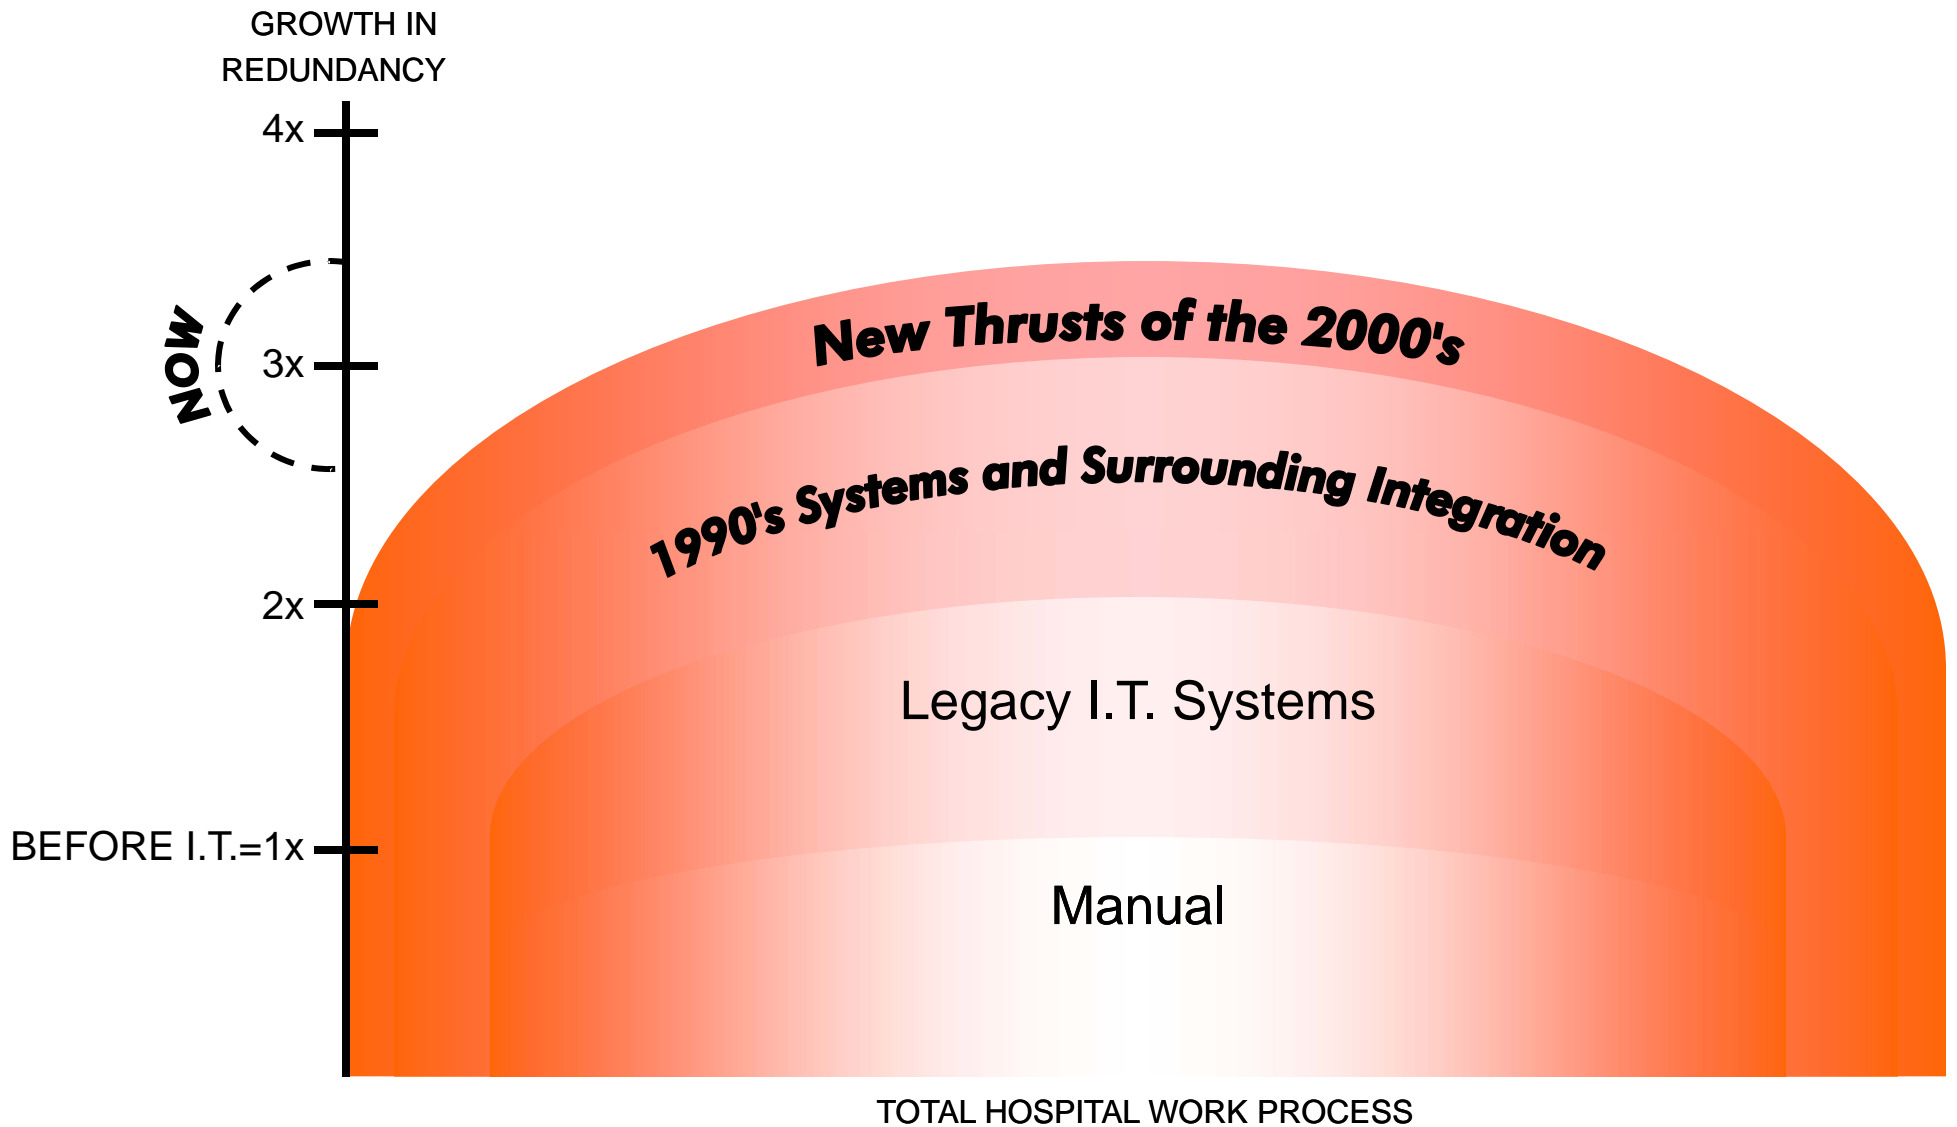 GROWTH IN
REDUNDANCY
4x
NOW
3x
2x
BEFORE I.T.=1x
New Thrusts of the 2000's
1990's Systems and Surrounding Integration
Legacy I.T. Systems
Manual
TOTAL HOSPITAL WORK PROCESS